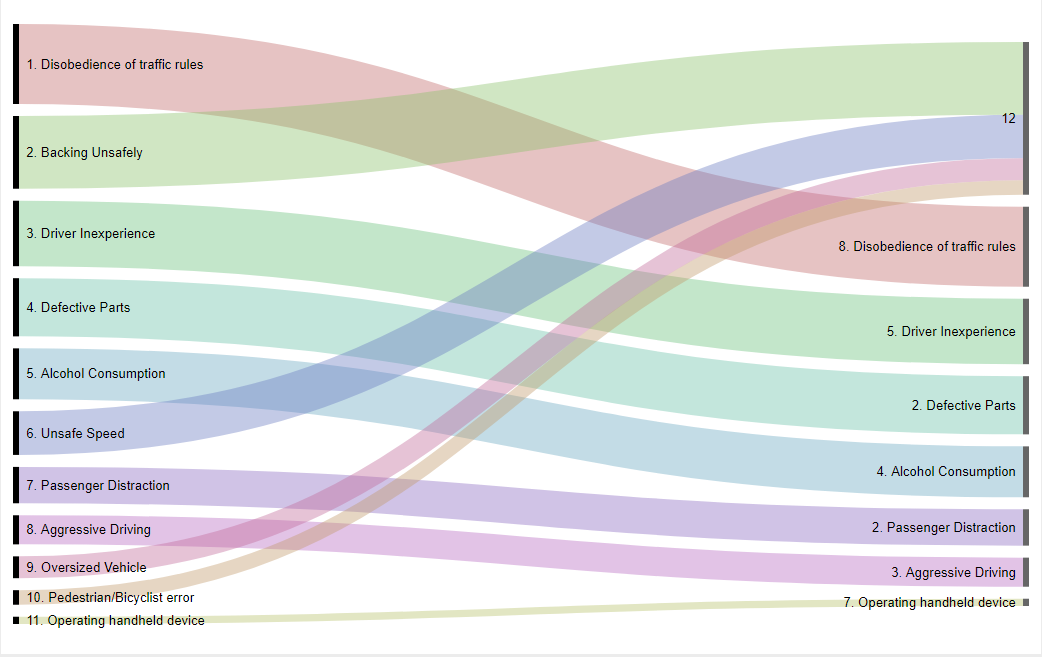 1. Disobedience of traffic rules
2. Backing Unsafely
3. Driver Inexperience
4. Defective Parts
5. Alcohol Consumption
6. Unsafe Speed
7. Passenger Distraction
8. Aggressive Driving
9. Oversized Vehicle
10. Pedestrian/Bicyclist error
11. Operating handheld device
12
8. Disobedience of traffic rules
5. Driver Inexperience
2. Defective Parts
4. Alcohol Consumption
2. Passenger Distraction
3. Aggressive Driving
7. Operating handheld device